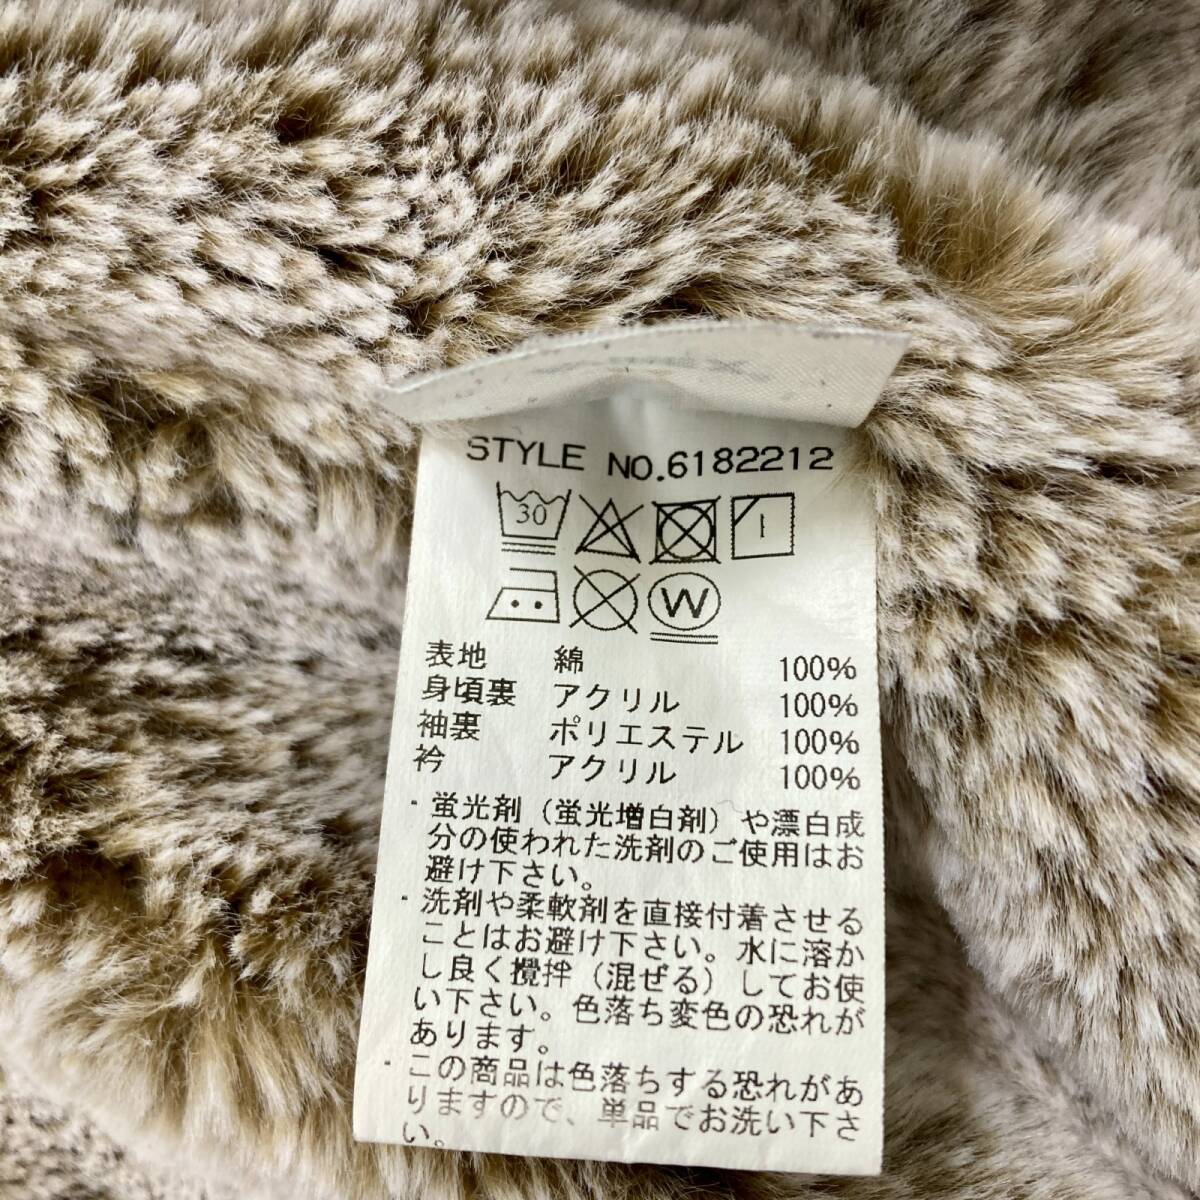 STYLE NO.6182212
30
W
表地 綿 100%
身頃裏 アクリル 100%
袖裏 ポリエステル 100%
衿 アクリル 100%
・蛍光剤（蛍光増白剤）や漂白成
分の使われた洗剤のご使用はお
避け下さい。
・洗剤や柔軟剤を直接付着させる
ことはお避け下さい。水に溶か
し良く攪拌（混ぜる）してお使
い下さい。色落ち変色の恐れが
あります。
・この商品は色落ちする恐れがあ
りますので、単品でお洗い下さ
い。